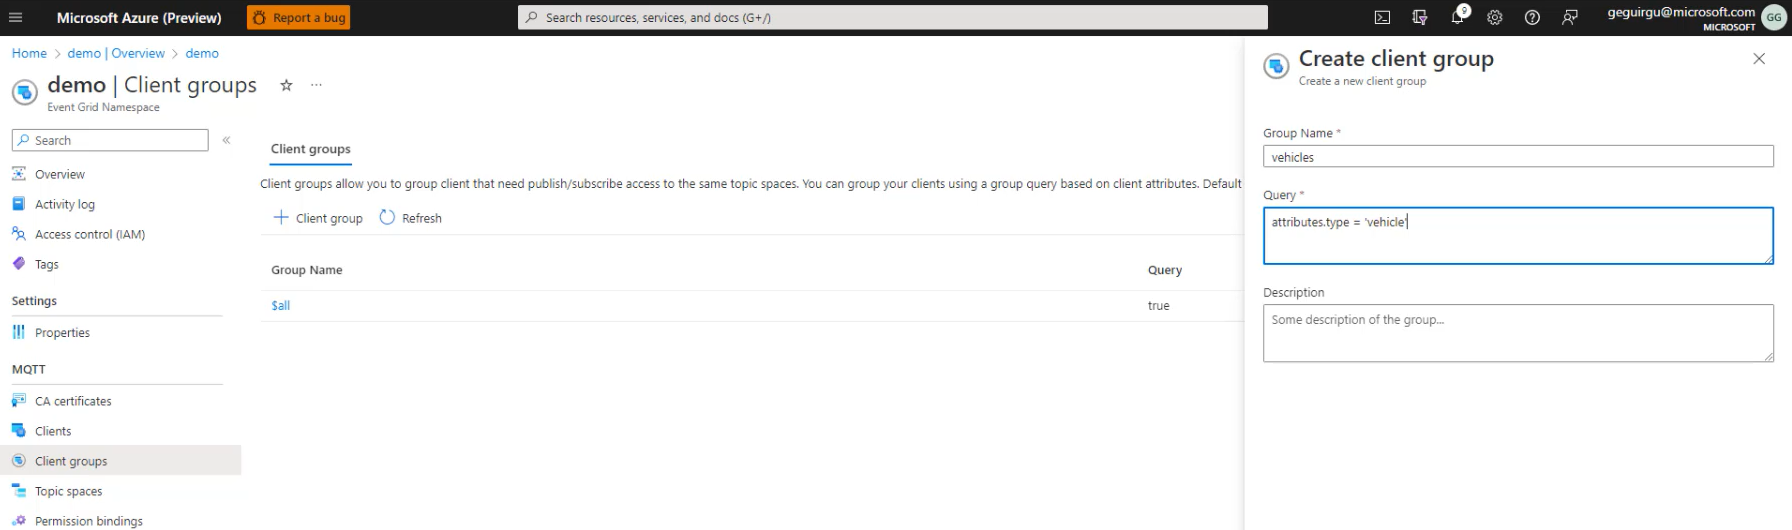 Microsoft Azure (Preview)
Report a bug
Search resources, services, and docs (G+/)
9
geguirgu@microsoft.com
MICROSOFT
GG
Home > demo | Overview > demo
demo | Client groups
Event Grid Namespace
Search
Overview
Activity log
Access control (IAM)
Tags
Settings
Properties
MQTT
CA certificates
Clients
Client groups
Topic spaces
Permission bindings
Client groups
Client groups allow you to group client that need publish/subscribe access to the same topic spaces. You can group your clients using a group query based on client attributes. Default
Client group
Refresh
Group Name
Query
$all
true
Create client group
Create a new client group
Group Name *
vehicles
Query *
attributes.type = 'vehicle'
Description
Some description of the group...